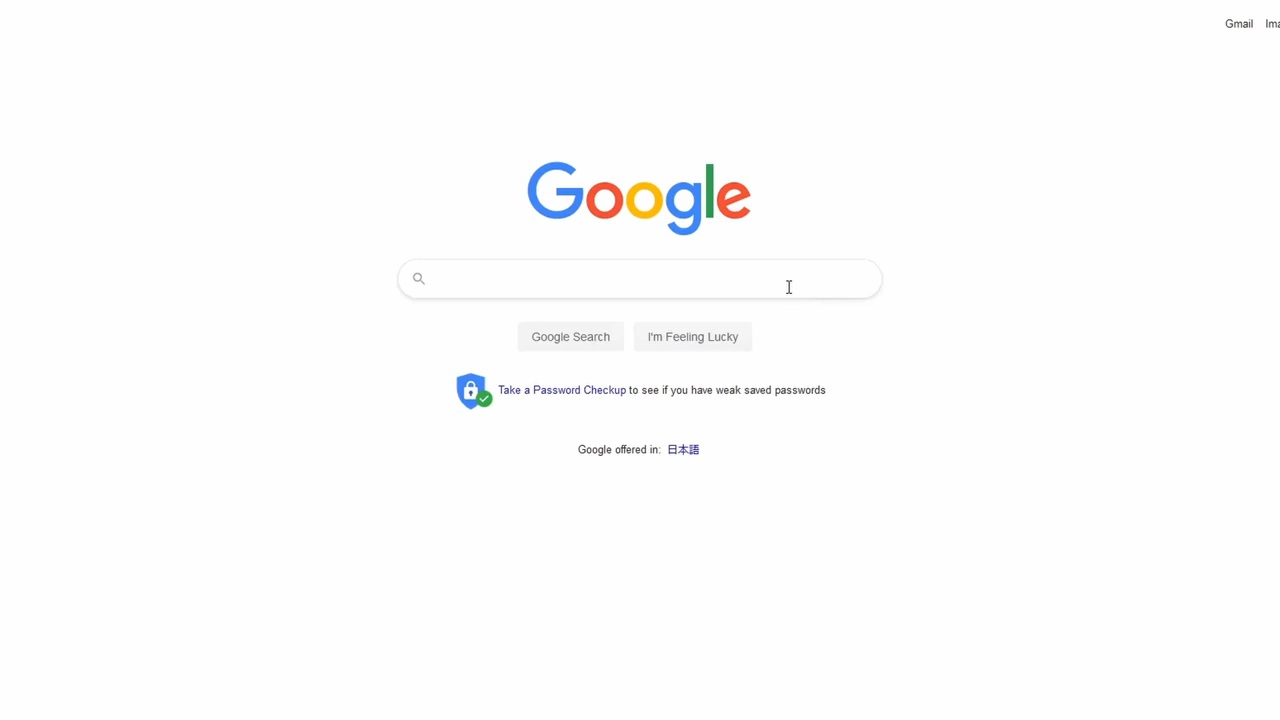 Gmail
Google
Google Search
I'm Feeling Lucky
Take a Password Checkup to see if you have weak saved passwords
Google offered in: 日本語